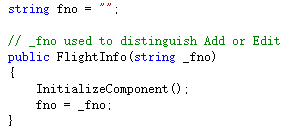 string fno = "";
// _fno used to distinguish Add or Edit
public FlightInfo(string _fno)
{
InitializeComponent();
fno = _fno;
}